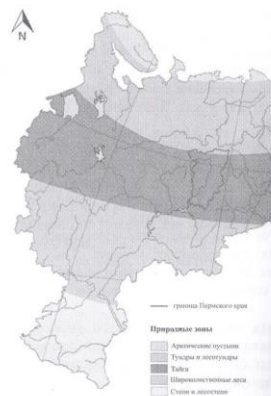 N
граница Пермского края
Природные зоны
Арктические пустыни
Тундры и лесотундры
Тайга
Широколиственные леса
Степи и лесостепи